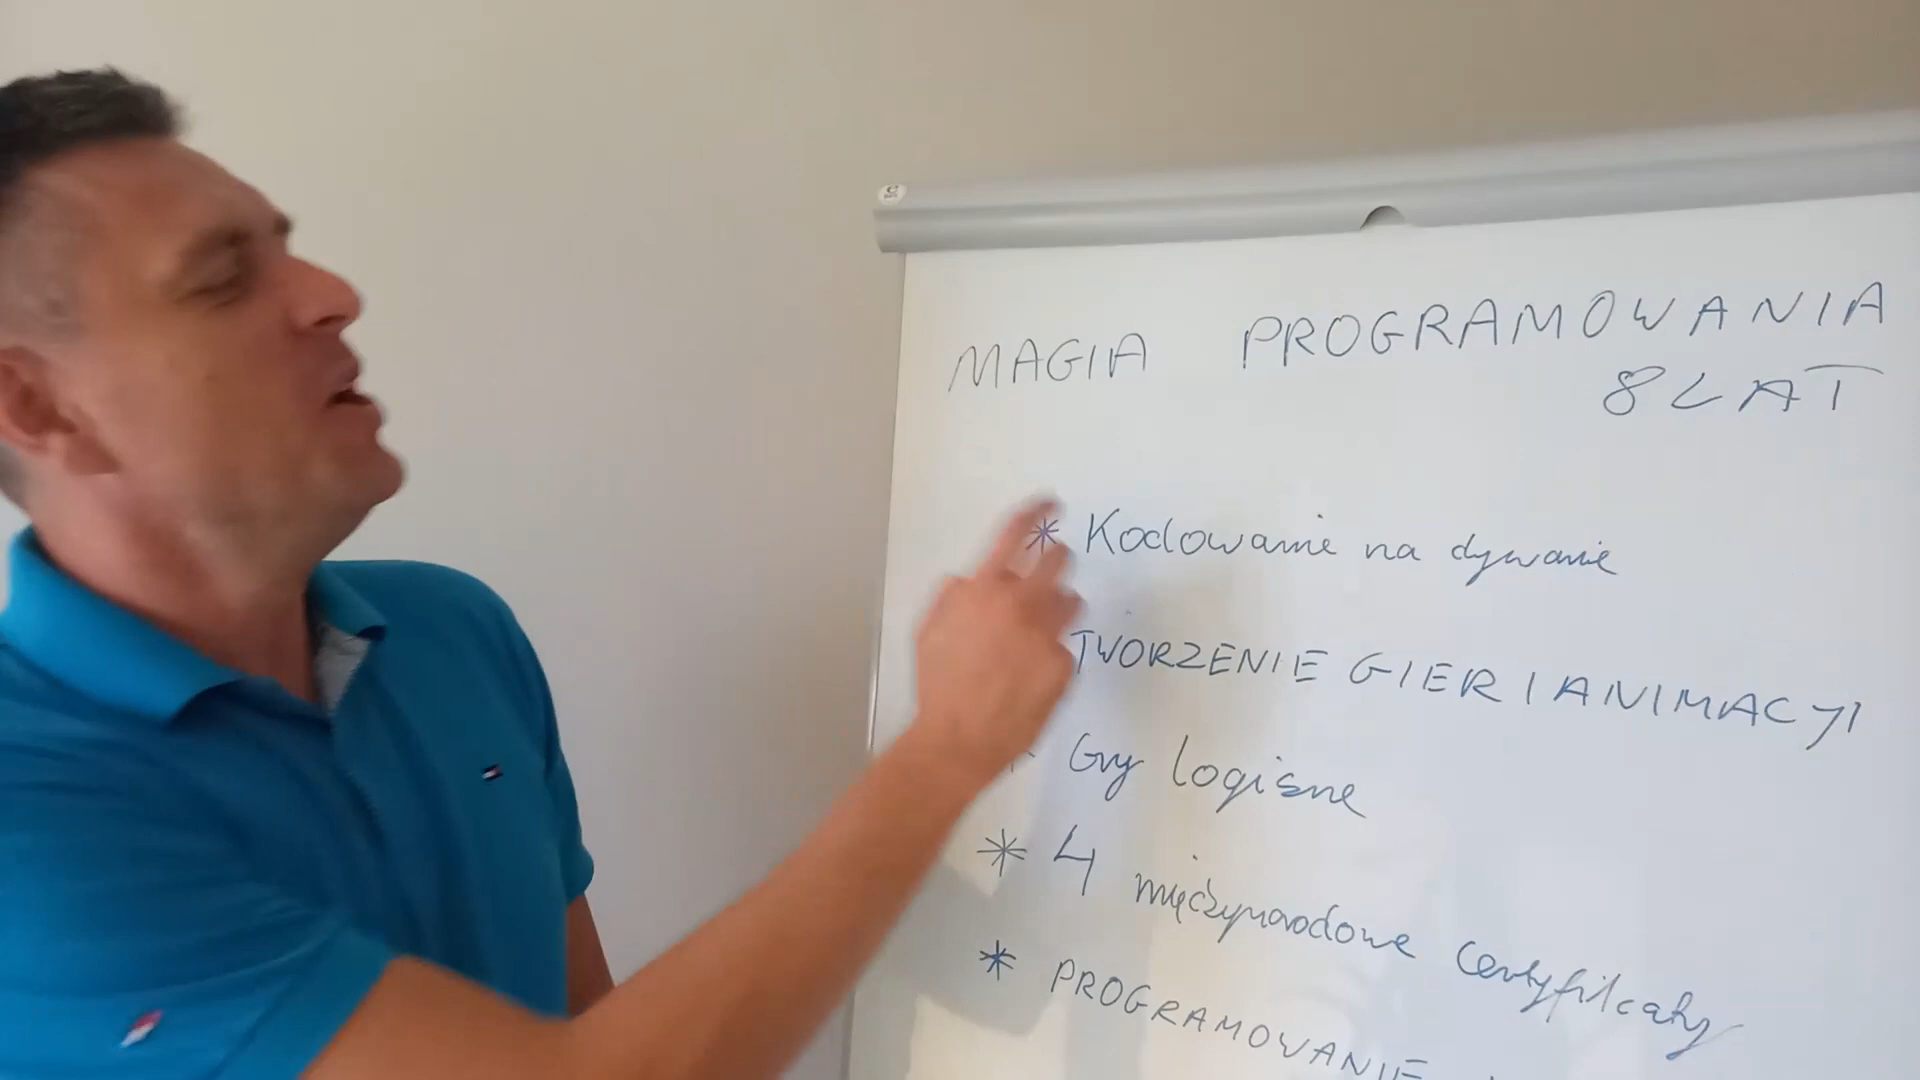 MAGIA PROGRAMOWANIA
8 LAT
* Kodowanie na dywanie
TWORZENIE GIER I ANIMACJI
* Gry logiczne
* 4 międzynarodowe certyfikaty
* PROGRAMOWANIE